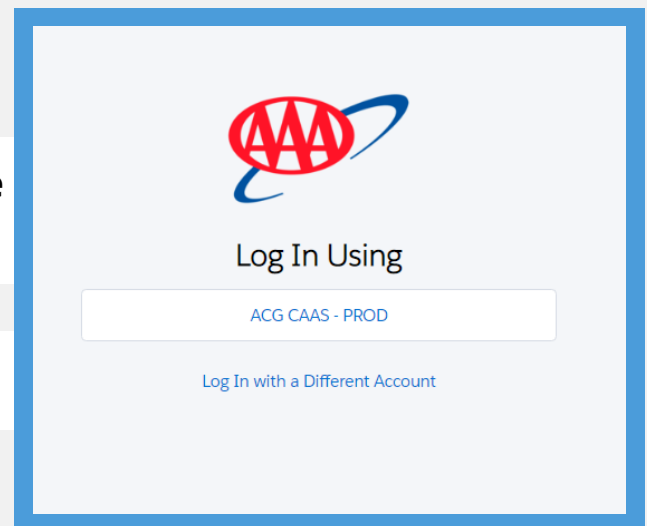 e
AAA
Log In Using
ACG CAAS - PROD
Log In with a Different Account